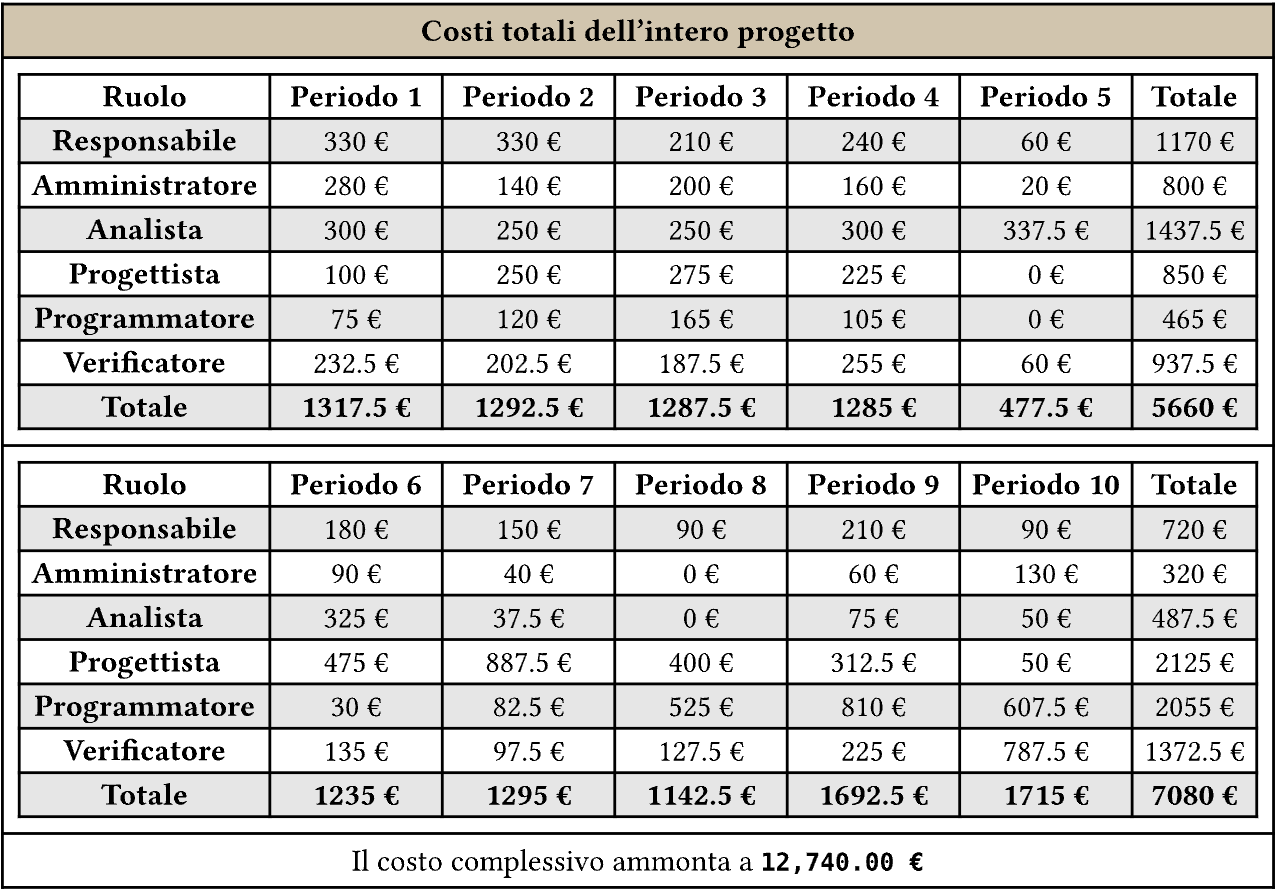 Costi totali dell'intero progetto
Ruolo Periodo 1 Periodo 2 Periodo 3 Periodo 4 Periodo 5 Totale
Responsabile 330 € 330 € 210 € 240 € 60 € 1170 €
Amministratore 280 € 140 € 200 € 160 € 20 € 800 €
Analista 300 € 250 € 250 € 300 € 337.5 € 1437.5 €
Progettista 100 € 250 € 275 € 225 € 0 € 850 €
Programmatore 75 € 120 € 165 € 105 € 0 € 465 €
Verificatore 232.5 € 202.5 € 187.5 € 255 € 60 € 937.5 €
Totale 1317.5 € 1292.5 € 1287.5 € 1285 € 477.5 € 5660 €
Ruolo Periodo 6 Periodo 7 Periodo 8 Periodo 9 Periodo 10 Totale
Responsabile 180 € 150 € 90 € 210 € 90 € 720 €
Amministratore 90 € 40 € 0 € 60 € 130 € 320 €
Analista 325 € 37.5 € 0 € 75 € 50 € 487.5 €
Progettista 475 € 887.5 € 400 € 312.5 € 50 € 2125 €
Programmatore 30 € 82.5 € 525 € 810 € 607.5 € 2055 €
Verificatore 135 € 97.5 € 127.5 € 225 € 787.5 € 1372.5 €
Totale 1235 € 1295 € 1142.5 € 1692.5 € 1715 € 7080 €
Il costo complessivo ammonta a 12,740.00 €